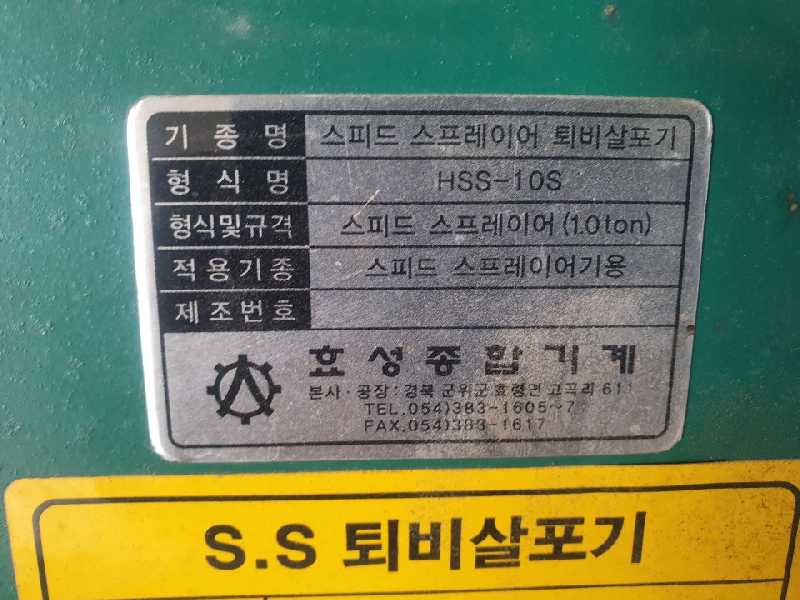 기종명 스피드 스프레이어 퇴비살포기
형식명 HSS-10S
형식및규격 스피드 스프레이어(1.0ton)
적용기종 스피드 스프레이어기용
제조번호
효성종합기계
본사·공장:경북 군위군 효령면 고곡리 611
TEL.054)383-1605~7
FAX.054)383-1617
S.S 퇴비살포기